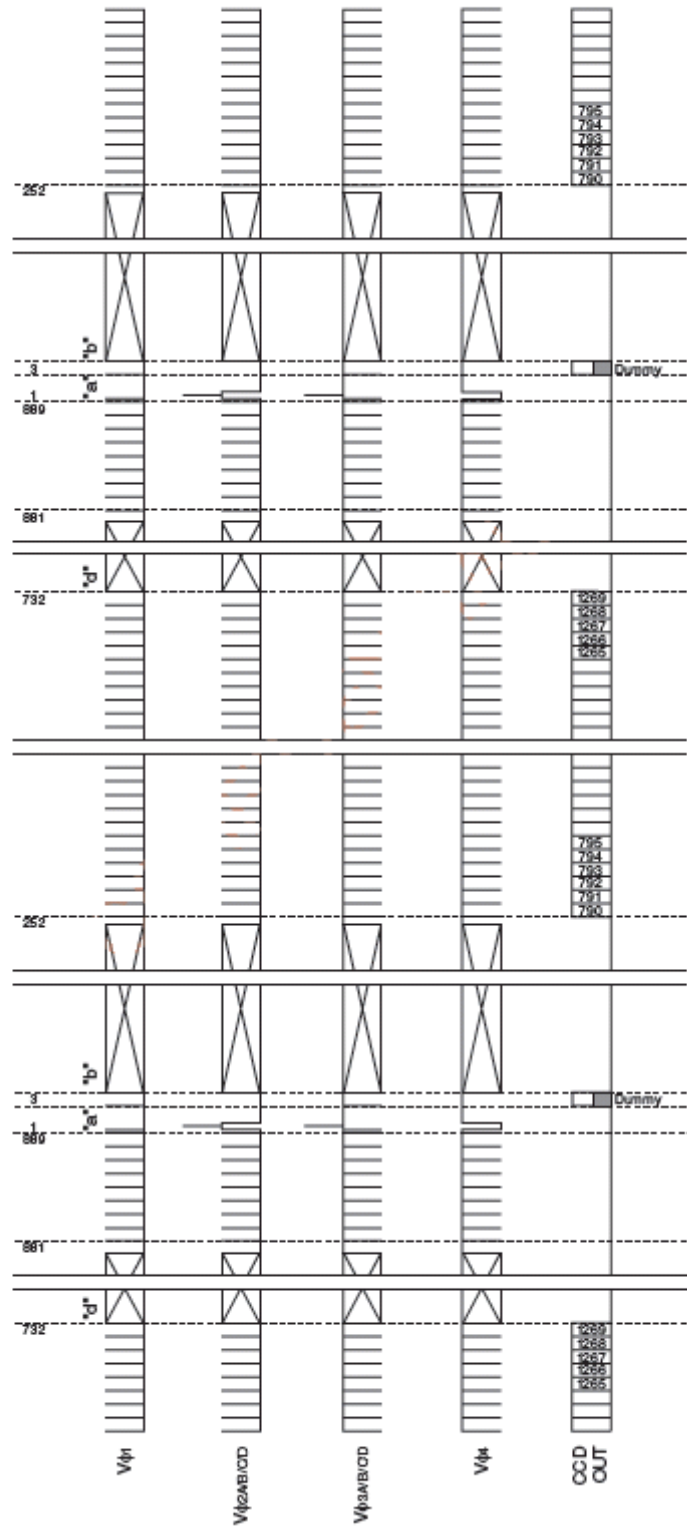 795
794
793
792
791
790
252
"b"
3
Dummy
"a"
1
889
881
"d"
732
1269
1268
1267
1266
1265
795
794
793
792
791
790
252
"b"
3
Dummy
"a"
1
889
881
"d"
732
1269
1268
1267
1266
1265
Vϕ1
Vϕ2A/B/C/D
Vϕ3A/B/C/D
Vϕ4
CCD
OUT